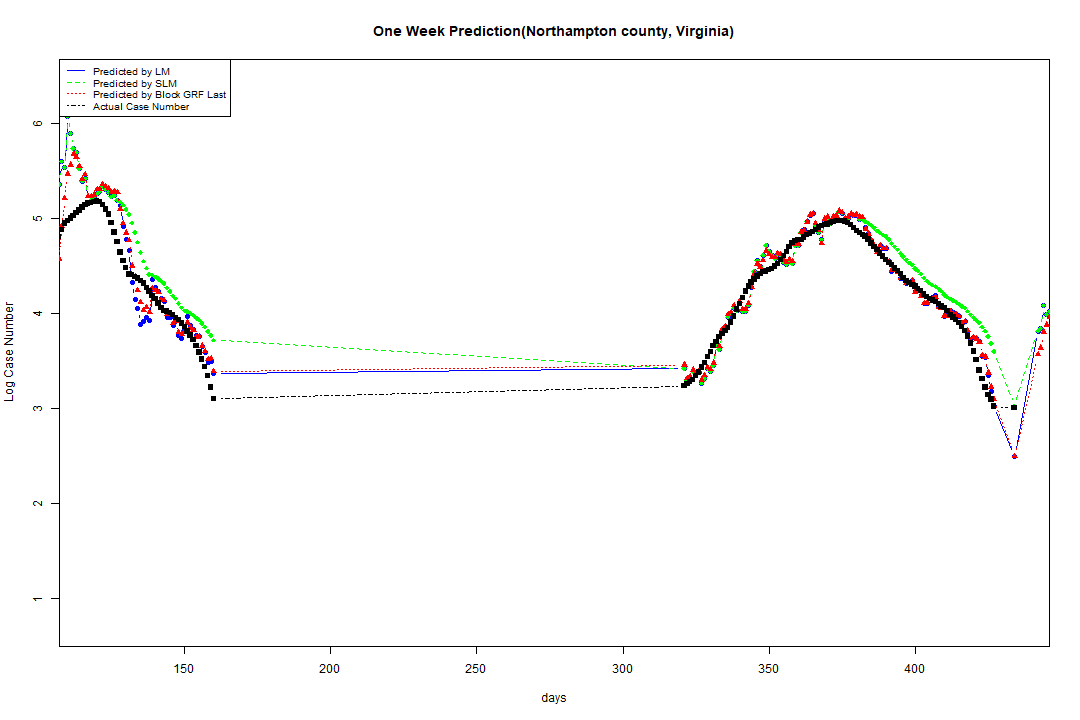 One Week Prediction(Northampton county, Virginia)
Predicted by LM
Predicted by SLM
Predicted by Block GRF Last
Actual Case Number
6
5
4
3
2
1
Log Case Number
150 200 250 300 350 400
days